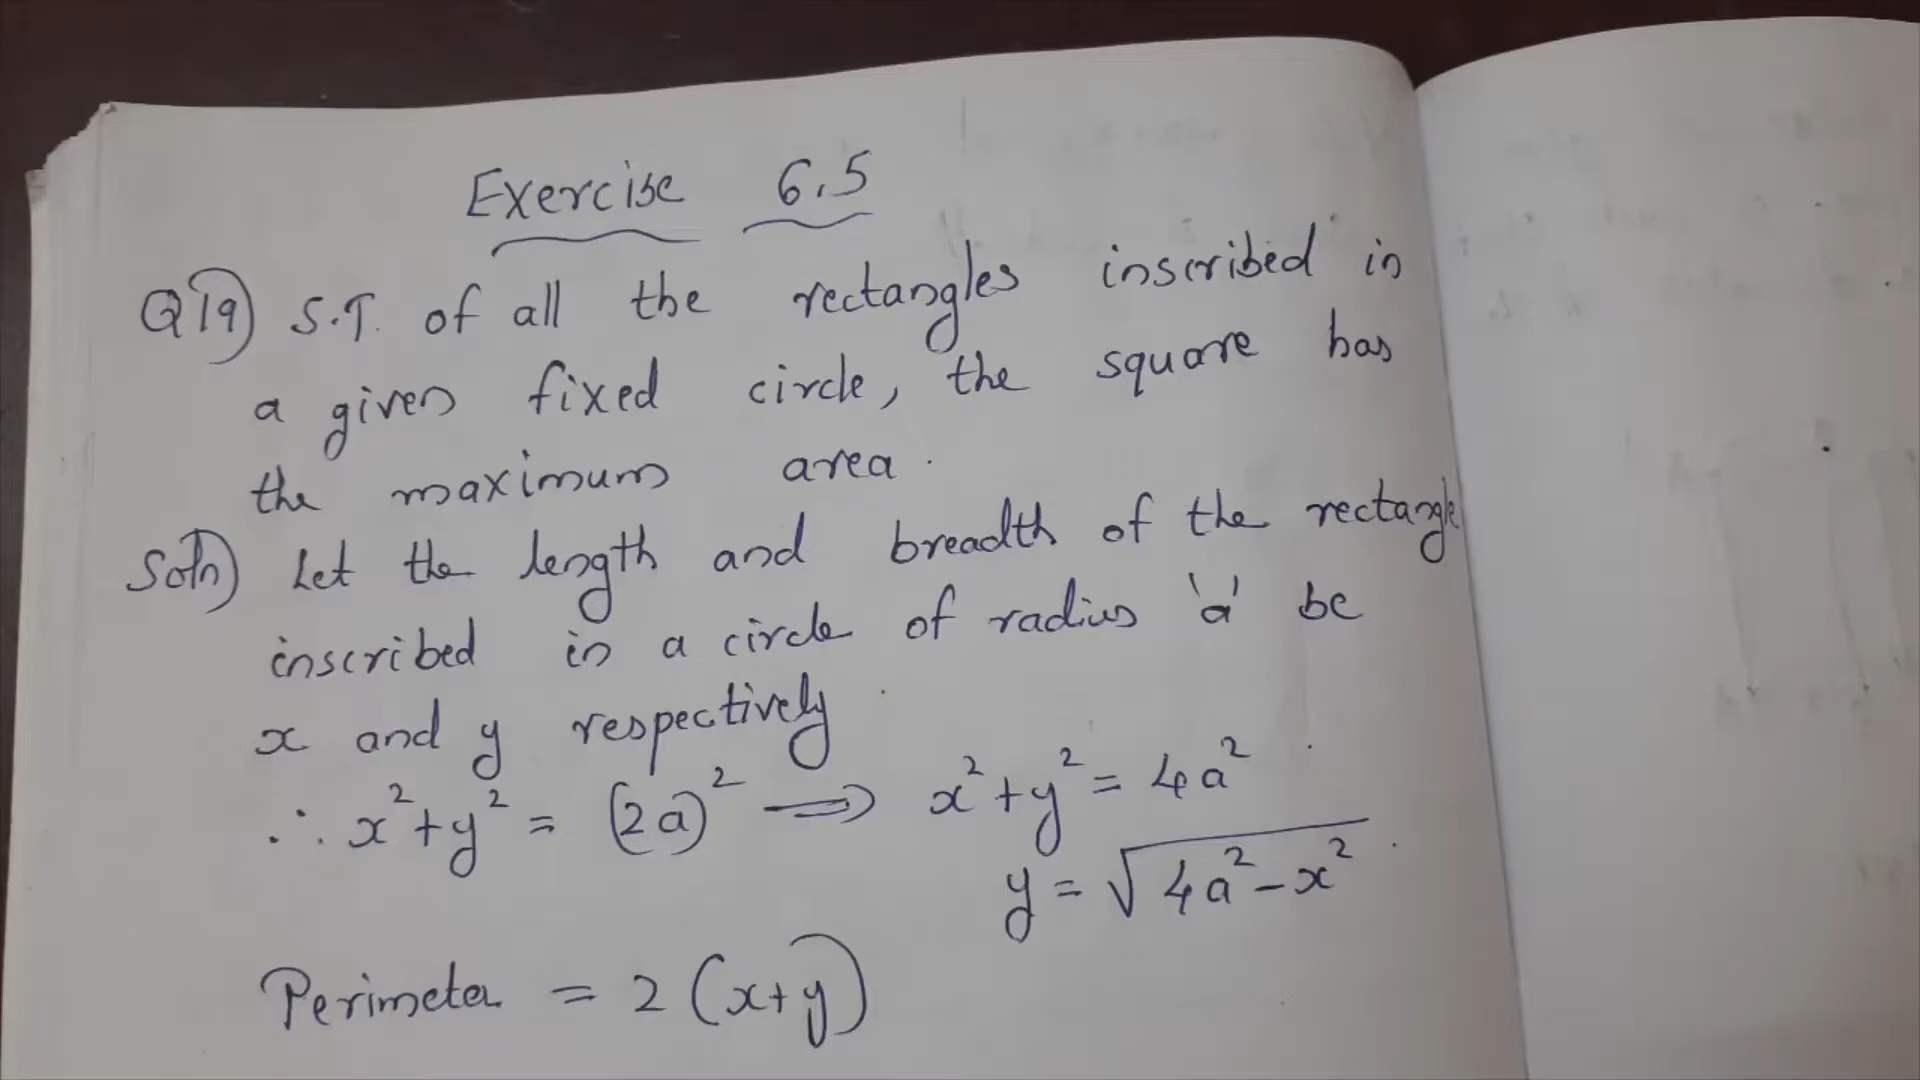 Exercise 6.5
Q19) S.T. of all the rectangles inscribed in
a given fixed circle, the square has
the maximum area.
Soln) Let the length and breadth of the rectangle
inscribed in a circle of radius 'a' be
x and y respectively
∴ x² + y² = (2a)² ⟹ x² + y² = 4a²
y = √(4a² - x²)
Perimeter = 2 (x+y)